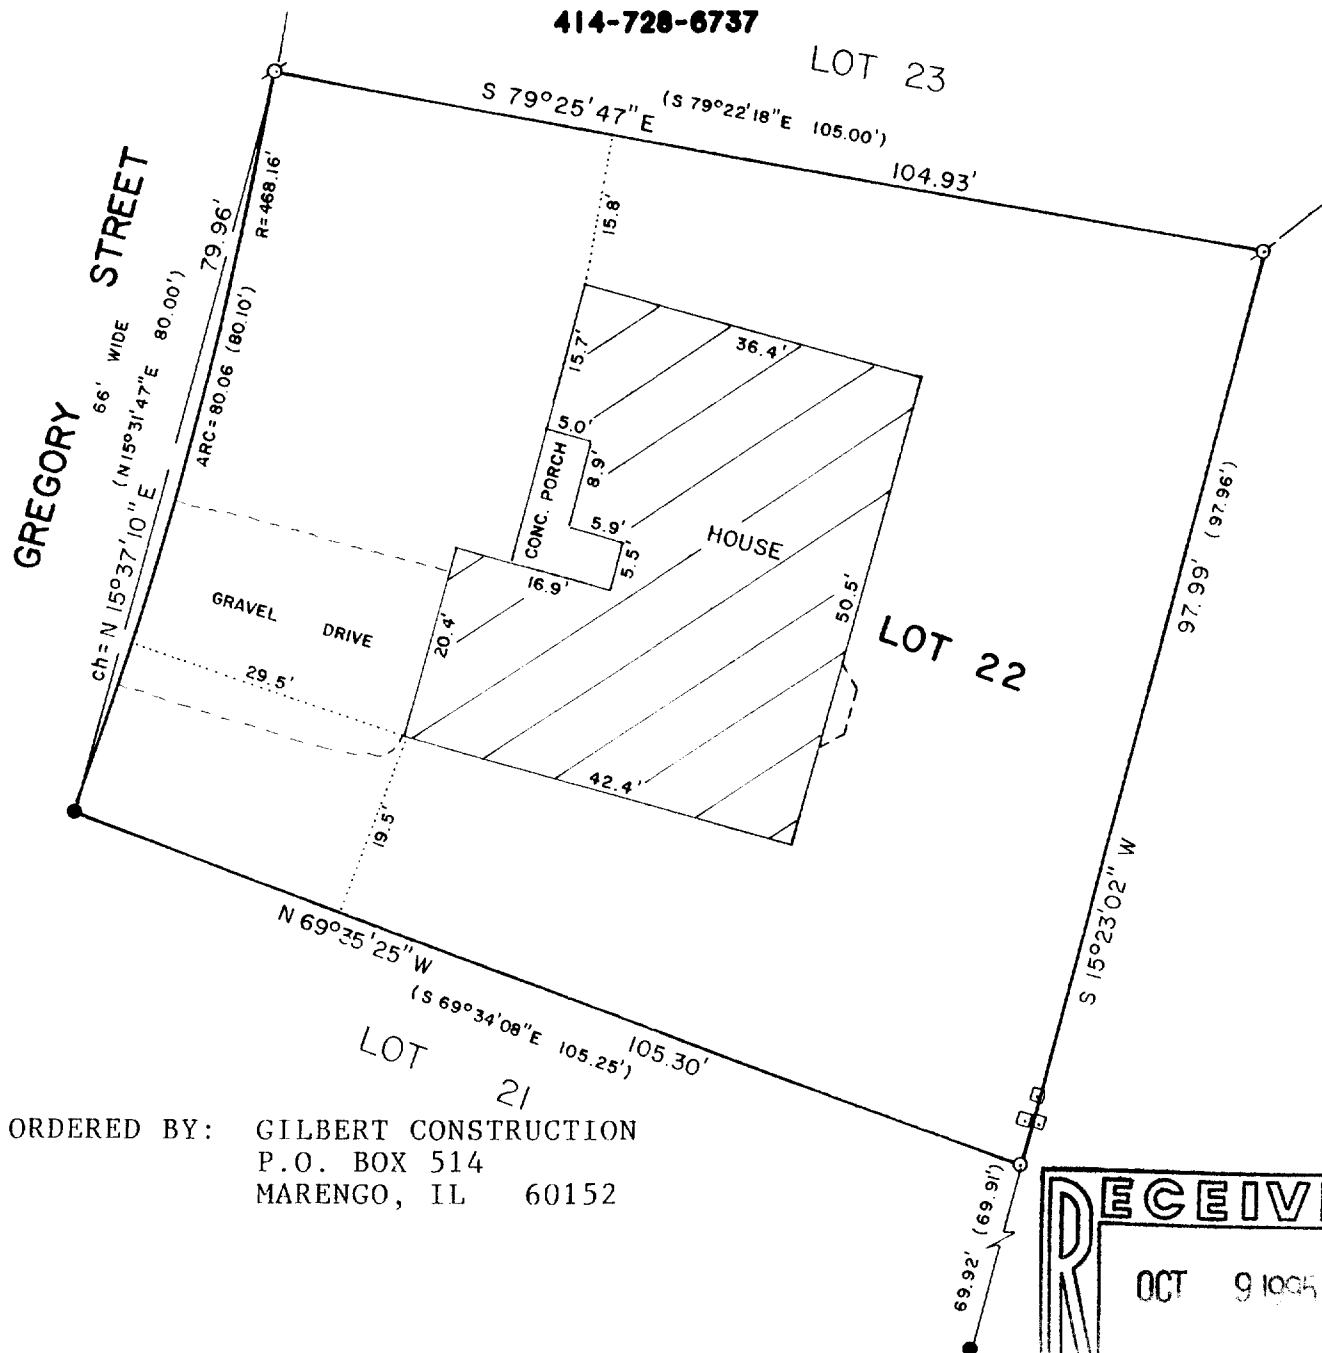 414-728-6737
LOT 23
S 79°25'47"E
(S 79°22'18"E 105.00')
104.93'
GREGORY STREET
66' WIDE
(N 15°31'47"E 80.00')
ch= N 15°37'10" E
79.96'
R=468.16'
ARC=80.06 (80.10')
15.8'
15.7'
36.4'
5.0'
8.9'
CONC. PORCH
5.9'
5.5'
16.9'
HOUSE
50.5'
LOT 22
97.99' (97.96')
S 15°23'02" W
GRAVEL DRIVE
20.4'
29.5'
42.4'
19.5'
N 69°35'25"W
(S 69°34'08"E 105.25')
105.30'
LOT 21
ORDERED BY: GILBERT CONSTRUCTION
P.O. BOX 514
MARENGO, IL 60152
69.92' (69.91')
RECEIV
OCT 9